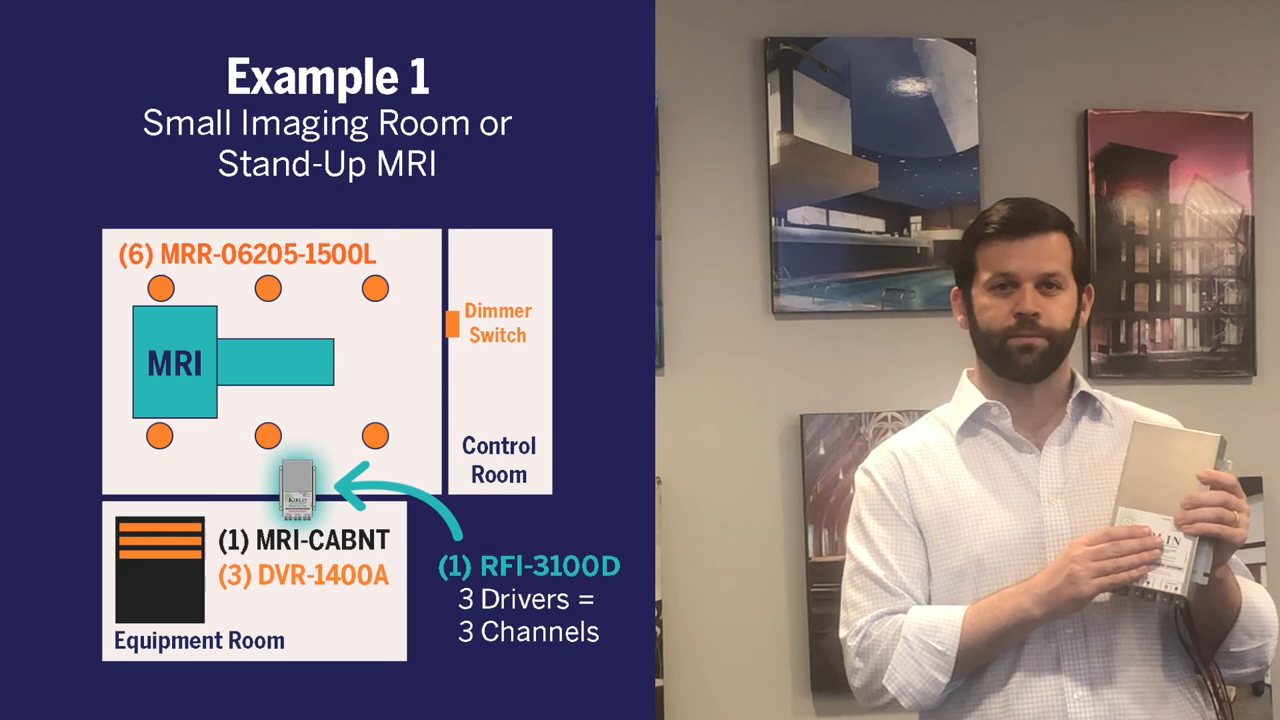 Example 1
Small Imaging Room or
Stand-Up MRI
(6) MRR-06205-1500L
MRI
Dimmer
Switch
Control
Room
KIRLIN
(1) MRI-CABNT
(3) DVR-1400A
Equipment Room
(1) RFI-3100D
3 Drivers =
3 Channels